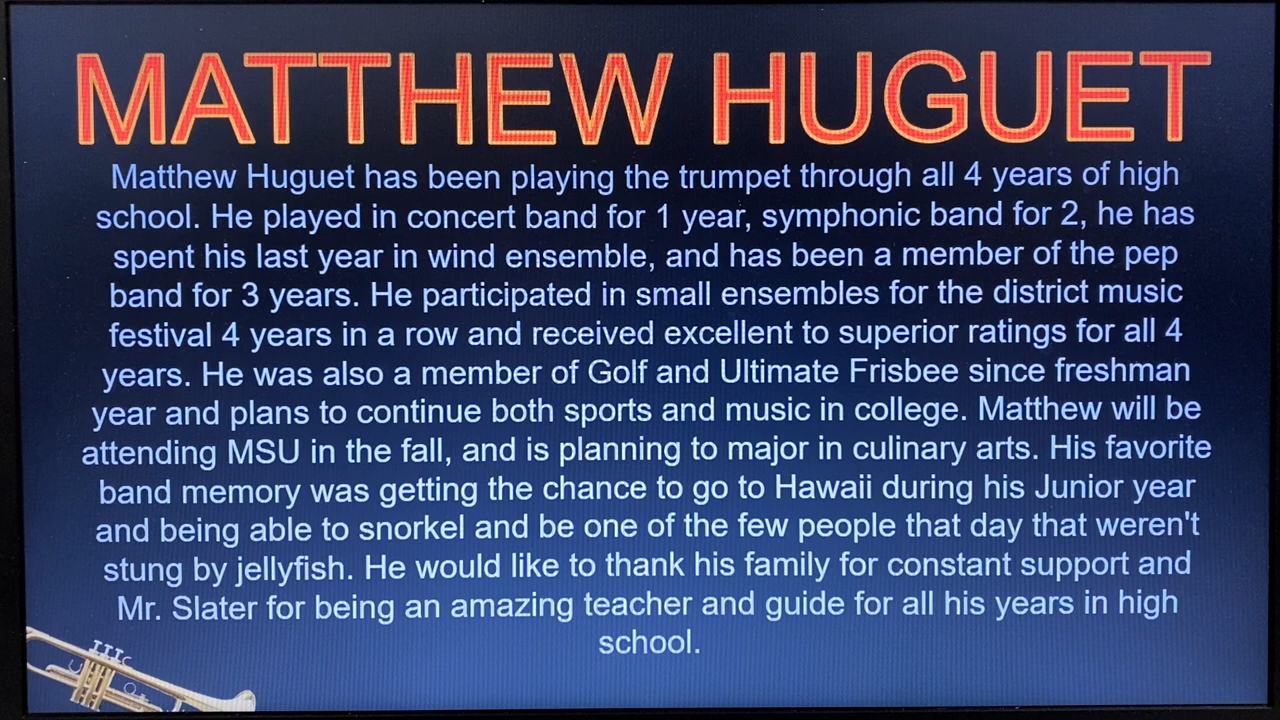 MATTHEW HUGUET
Matthew Huguet has been playing the trumpet through all 4 years of high
school. He played in concert band for 1 year, symphonic band for 2, he has
spent his last year in wind ensemble, and has been a member of the pep
band for 3 years. He participated in small ensembles for the district music
festival 4 years in a row and received excellent to superior ratings for all 4
years. He was also a member of Golf and Ultimate Frisbee since freshman
year and plans to continue both sports and music in college. Matthew will be
attending MSU in the fall, and is planning to major in culinary arts. His favorite
band memory was getting the chance to go to Hawaii during his Junior year
and being able to snorkel and be one of the few people that day that weren't
stung by jellyfish. He would like to thank his family for constant support and
Mr. Slater for being an amazing teacher and guide for all his years in high
school.